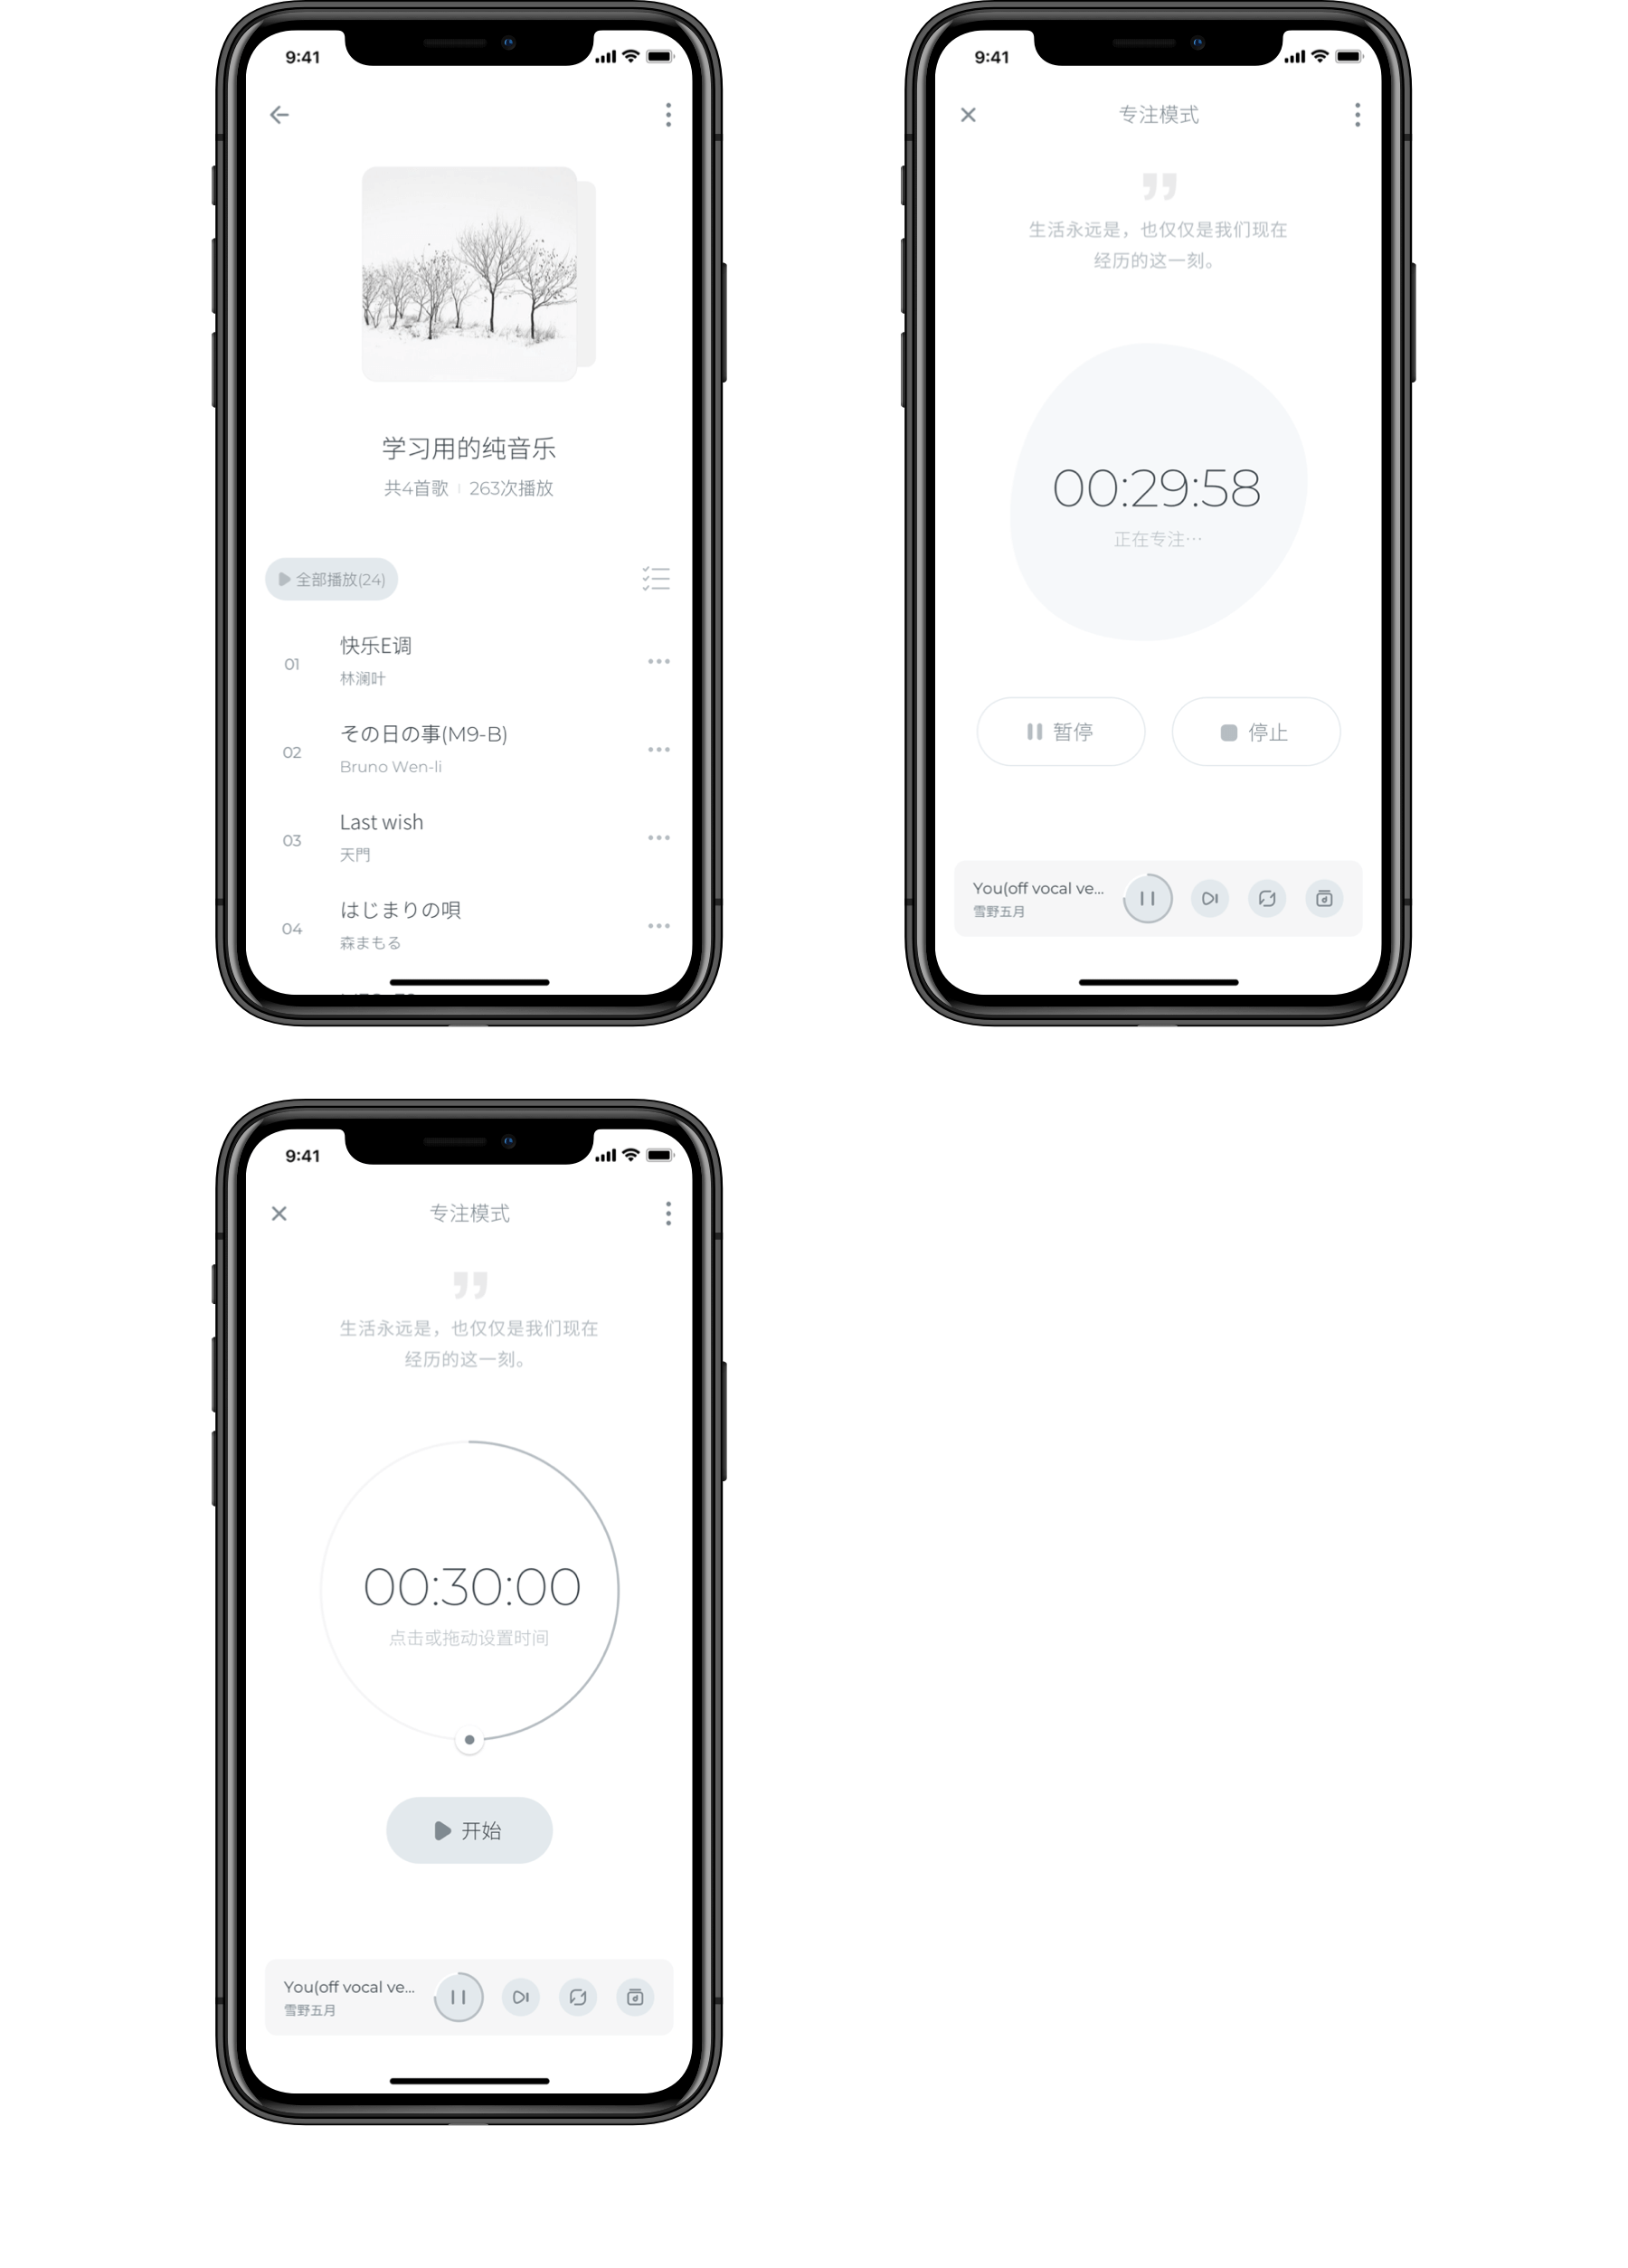 9:41
学习用的纯音乐
共4首歌 | 263次播放
全部播放(24)
01
快乐E调
林澜叶
02
その日の事(M9-B)
Bruno Wen-li
03
Last wish
天門
04
はじまりの唄
森まもる
9:41
专注模式
生活永远是，也仅仅是我们现在
经历的这一刻。
00:29:58
正在专注…
暂停
停止
You(off vocal ve...
雪野五月
9:41
专注模式
生活永远是，也仅仅是我们现在
经历的这一刻。
00:30:00
点击或拖动设置时间
开始
You(off vocal ve...
雪野五月